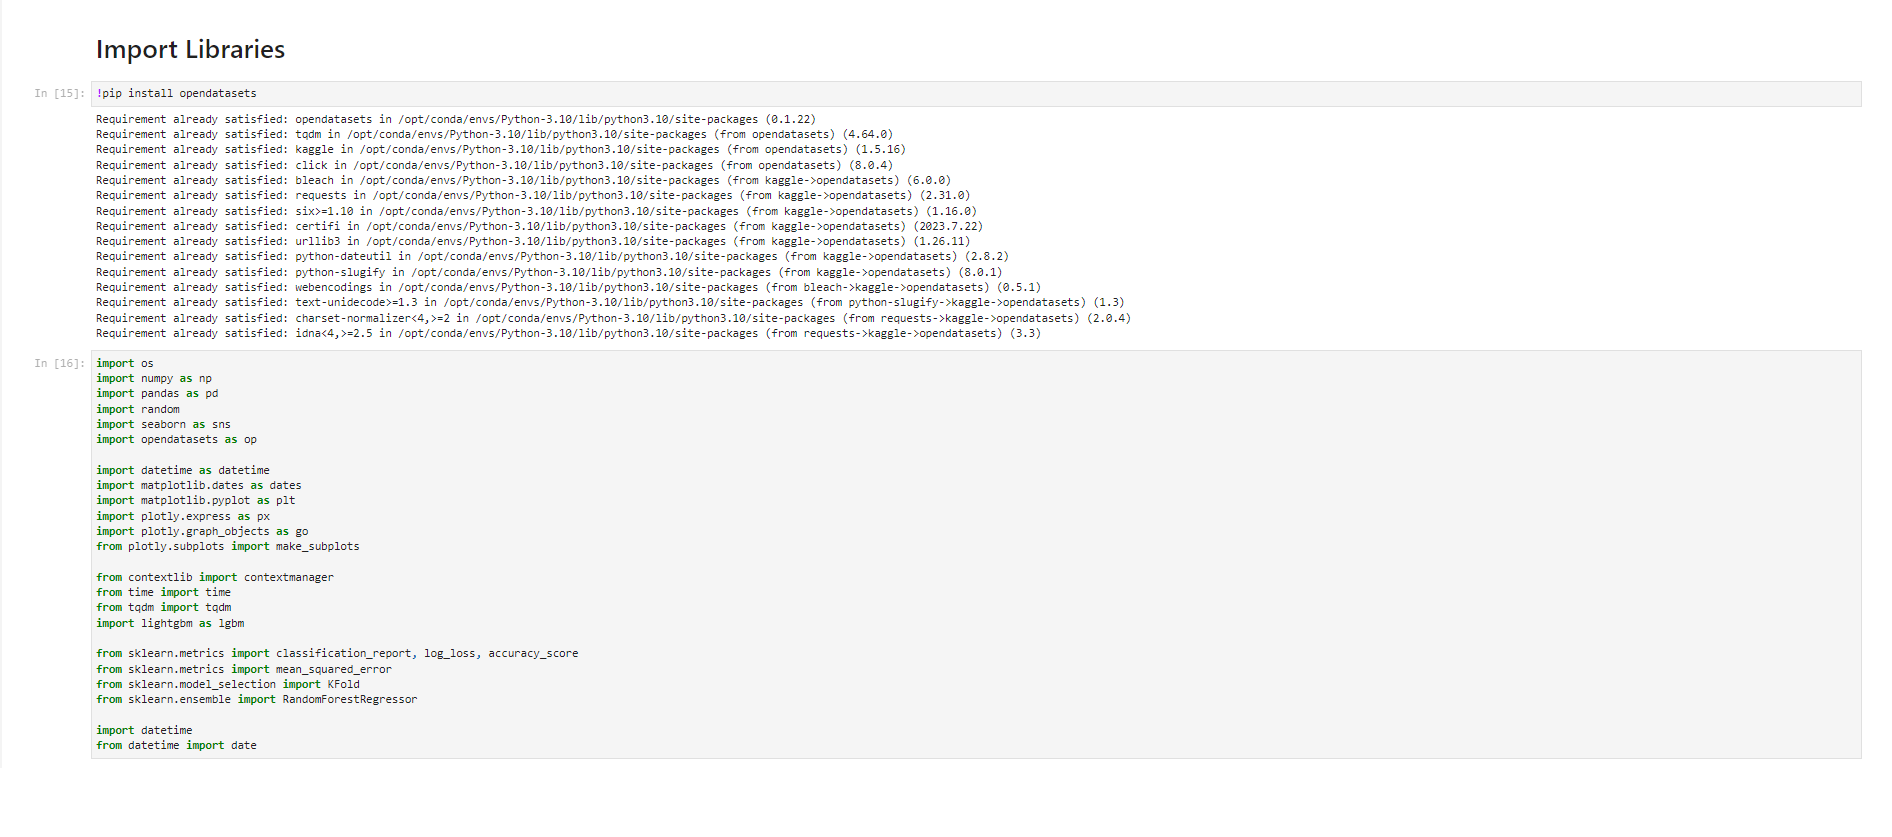 Import Libraries
In [15]: !pip install opendatasets
Requirement already satisfied: opendatasets in /opt/conda/envs/Python-3.10/lib/python3.10/site-packages (0.1.22)
Requirement already satisfied: tqdm in /opt/conda/envs/Python-3.10/lib/python3.10/site-packages (from opendatasets) (4.64.0)
Requirement already satisfied: kaggle in /opt/conda/envs/Python-3.10/lib/python3.10/site-packages (from opendatasets) (1.5.16)
Requirement already satisfied: click in /opt/conda/envs/Python-3.10/lib/python3.10/site-packages (from opendatasets) (8.0.4)
Requirement already satisfied: bleach in /opt/conda/envs/Python-3.10/lib/python3.10/site-packages (from kaggle->opendatasets) (6.0.0)
Requirement already satisfied: requests in /opt/conda/envs/Python-3.10/lib/python3.10/site-packages (from kaggle->opendatasets) (2.31.0)
Requirement already satisfied: six>=1.10 in /opt/conda/envs/Python-3.10/lib/python3.10/site-packages (from kaggle->opendatasets) (1.16.0)
Requirement already satisfied: certifi in /opt/conda/envs/Python-3.10/lib/python3.10/site-packages (from kaggle->opendatasets) (2023.7.22)
Requirement already satisfied: urllib3 in /opt/conda/envs/Python-3.10/lib/python3.10/site-packages (from kaggle->opendatasets) (1.26.11)
Requirement already satisfied: python-dateutil in /opt/conda/envs/Python-3.10/lib/python3.10/site-packages (from kaggle->opendatasets) (2.8.2)
Requirement already satisfied: python-slugify in /opt/conda/envs/Python-3.10/lib/python3.10/site-packages (from kaggle->opendatasets) (8.0.1)
Requirement already satisfied: webencodings in /opt/conda/envs/Python-3.10/lib/python3.10/site-packages (from bleach->kaggle->opendatasets) (0.5.1)
Requirement already satisfied: text-unidecode>=1.3 in /opt/conda/envs/Python-3.10/lib/python3.10/site-packages (from python-slugify->kaggle->opendatasets) (1.3)
Requirement already satisfied: charset-normalizer<4,>=2 in /opt/conda/envs/Python-3.10/lib/python3.10/site-packages (from requests->kaggle->opendatasets) (2.0.4)
Requirement already satisfied: idna<4,>=2.5 in /opt/conda/envs/Python-3.10/lib/python3.10/site-packages (from requests->kaggle->opendatasets) (3.3)
In [16]: import os
import numpy as np
import pandas as pd
import random
import seaborn as sns
import opendatasets as op
import datetime as datetime
import matplotlib.dates as dates
import matplotlib.pyplot as plt
import plotly.express as px
import plotly.graph_objects as go
from plotly.subplots import make_subplots
from contextlib import contextmanager
from time import time
from tqdm import tqdm
import lightgbm as lgbm
from sklearn.metrics import classification_report, log_loss, accuracy_score
from sklearn.metrics import mean_squared_error
from sklearn.model_selection import KFold
from sklearn.ensemble import RandomForestRegressor
import datetime
from datetime import date